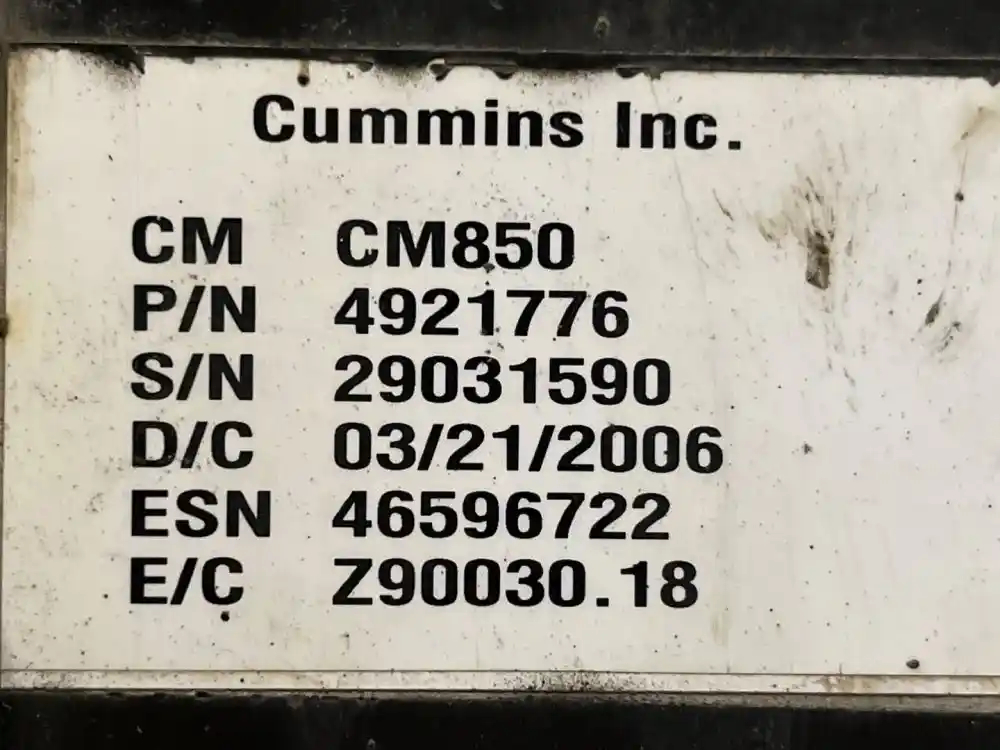 Cummins Inc.
CM CM850
P/N 4921776
S/N 29031590
D/C 03/21/2006
ESN 46596722
E/C Z90030.18